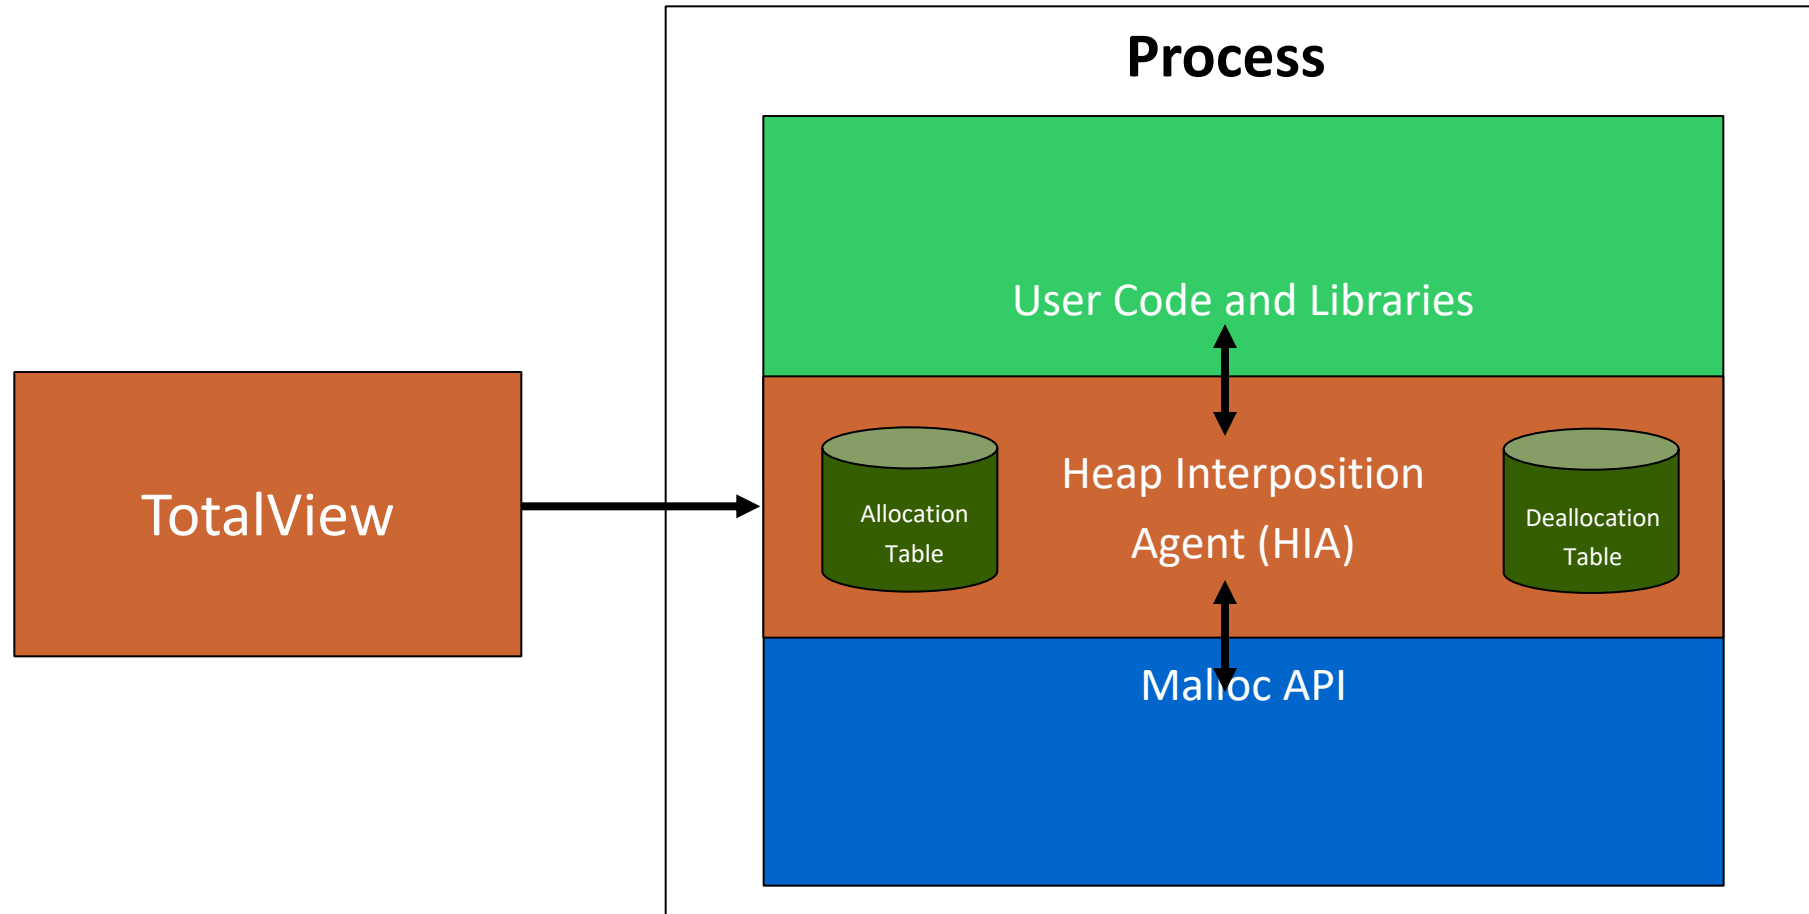 Process
User Code and Libraries
TotalView
Heap Interposition
Agent (HIA)
Allocation
Table
Deallocation
Table
Malloc API